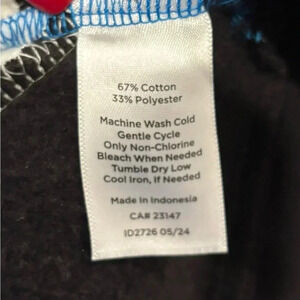 67% Cotton
33% Polyester
Machine Wash Cold
Gentle Cycle
Only Non-Chlorine
Bleach When Needed
Tumble Dry Low
Cool Iron, if Needed
Made in Indonesia
CA# 23147
ID2726 05/24